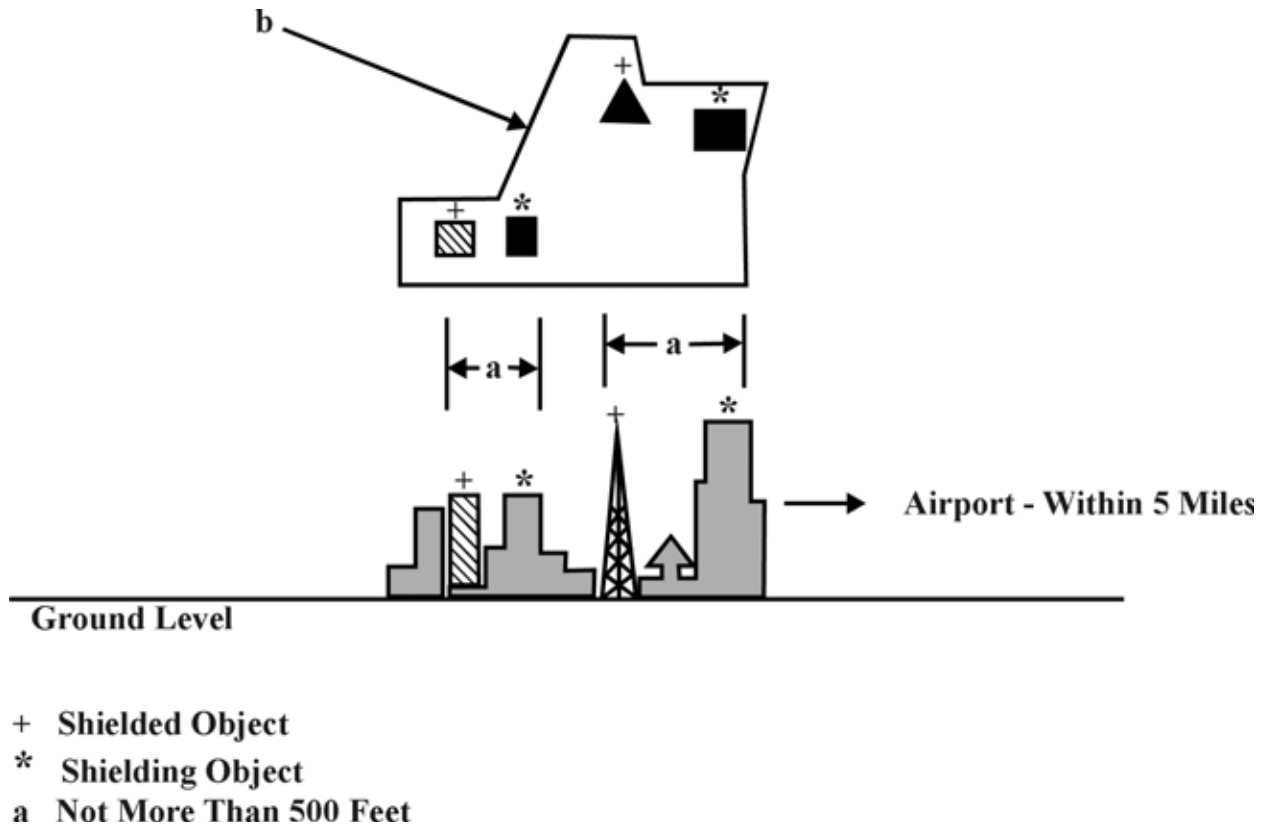 b
+
*
+
*
a
a
+
*
+
*
Airport - Within 5 Miles
Ground Level
+ Shielded Object
* Shielding Object
a Not More Than 500 Feet